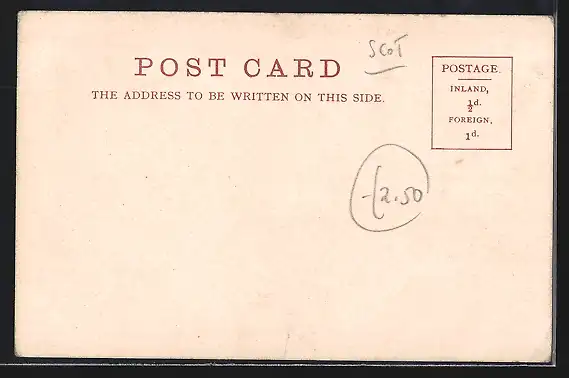 SCOT
POST CARD
THE ADDRESS TO BE WRITTEN ON THIS SIDE.
POSTAGE.
INLAND,
½d.
FOREIGN,
1d.
2.50